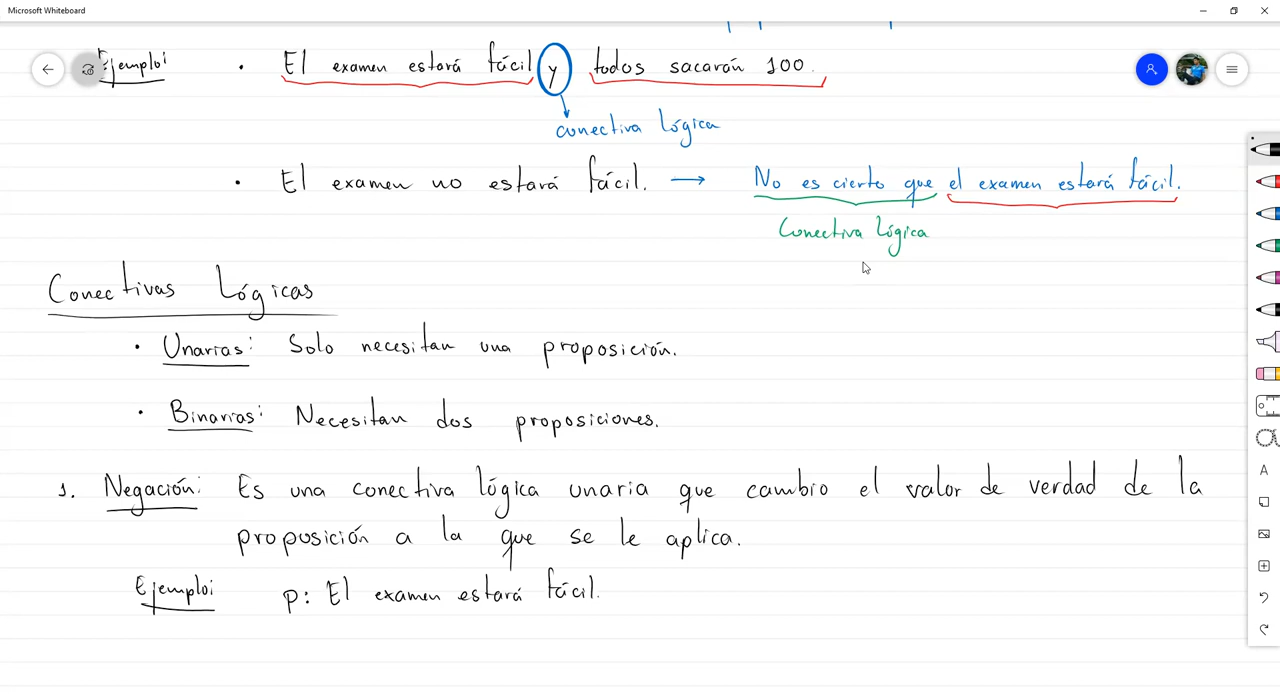 Microsoft Whiteboard
Ejemplo: · El examen estará fácil y todos sacarán 100.
conectiva lógica
· El examen no estará fácil. → No es cierto que el examen estará fácil.
Conectiva lógica
Conectivas Lógicas
· Unarias: Solo necesitan una proposición.
· Binarias: Necesitan dos proposiciones.
1. Negación: Es una conectiva lógica unaria que cambio el valor de verdad de la
proposición a la que se le aplica.
Ejemplo: p: El examen estará fácil.